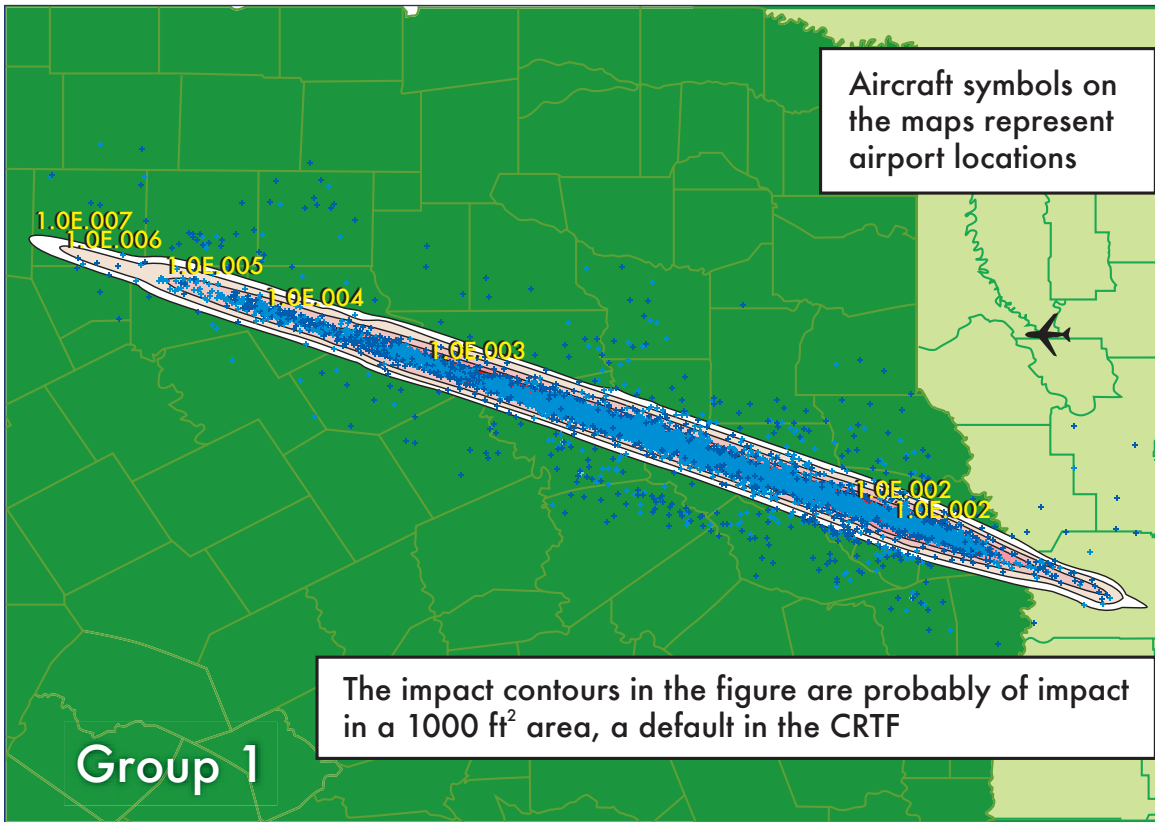 Aircraft symbols on
the maps represent
airport locations
1.0E.007
1.0E.006
1.0E.005
1.0E.004
1.0E.003
1.0E.002
1.0E.002
The impact contours in the figure are probably of impact
in a 1000 ft² area, a default in the CRTF
Group 1